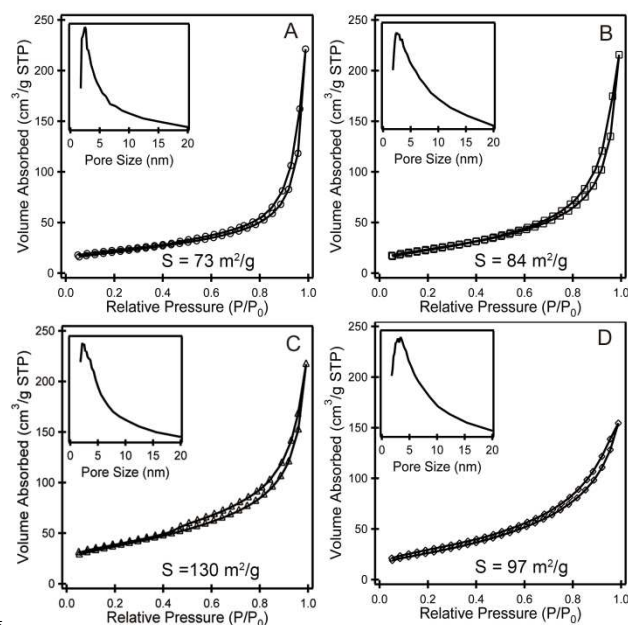 A
250
200
150
100
50
0
Volume Absorbed (cm³/g STP)
0 5 10 15 20
Pore Size (nm)
S = 73 m²/g
0.0 0.2 0.4 0.6 0.8 1.0
Relative Pressure (P/P₀)
B
250
200
150
100
50
0
Volume Absorbed (cm³/g STP)
0 5 10 15 20
Pore Size (nm)
S = 84 m²/g
0.0 0.2 0.4 0.6 0.8 1.0
Relative Pressure (P/P₀)
C
250
200
150
100
50
0
Volume Absorbed (cm³/g STP)
0 5 10 15 20
Pore Size (nm)
S =130 m²/g
0.0 0.2 0.4 0.6 0.8 1.0
Relative Pressure (P/P₀)
D
250
200
150
100
50
0
Volume Absorbed (cm³/g STP)
0 5 10 15 20
Pore Size (nm)
S = 97 m²/g
0.0 0.2 0.4 0.6 0.8 1.0
Relative Pressure (P/P₀)